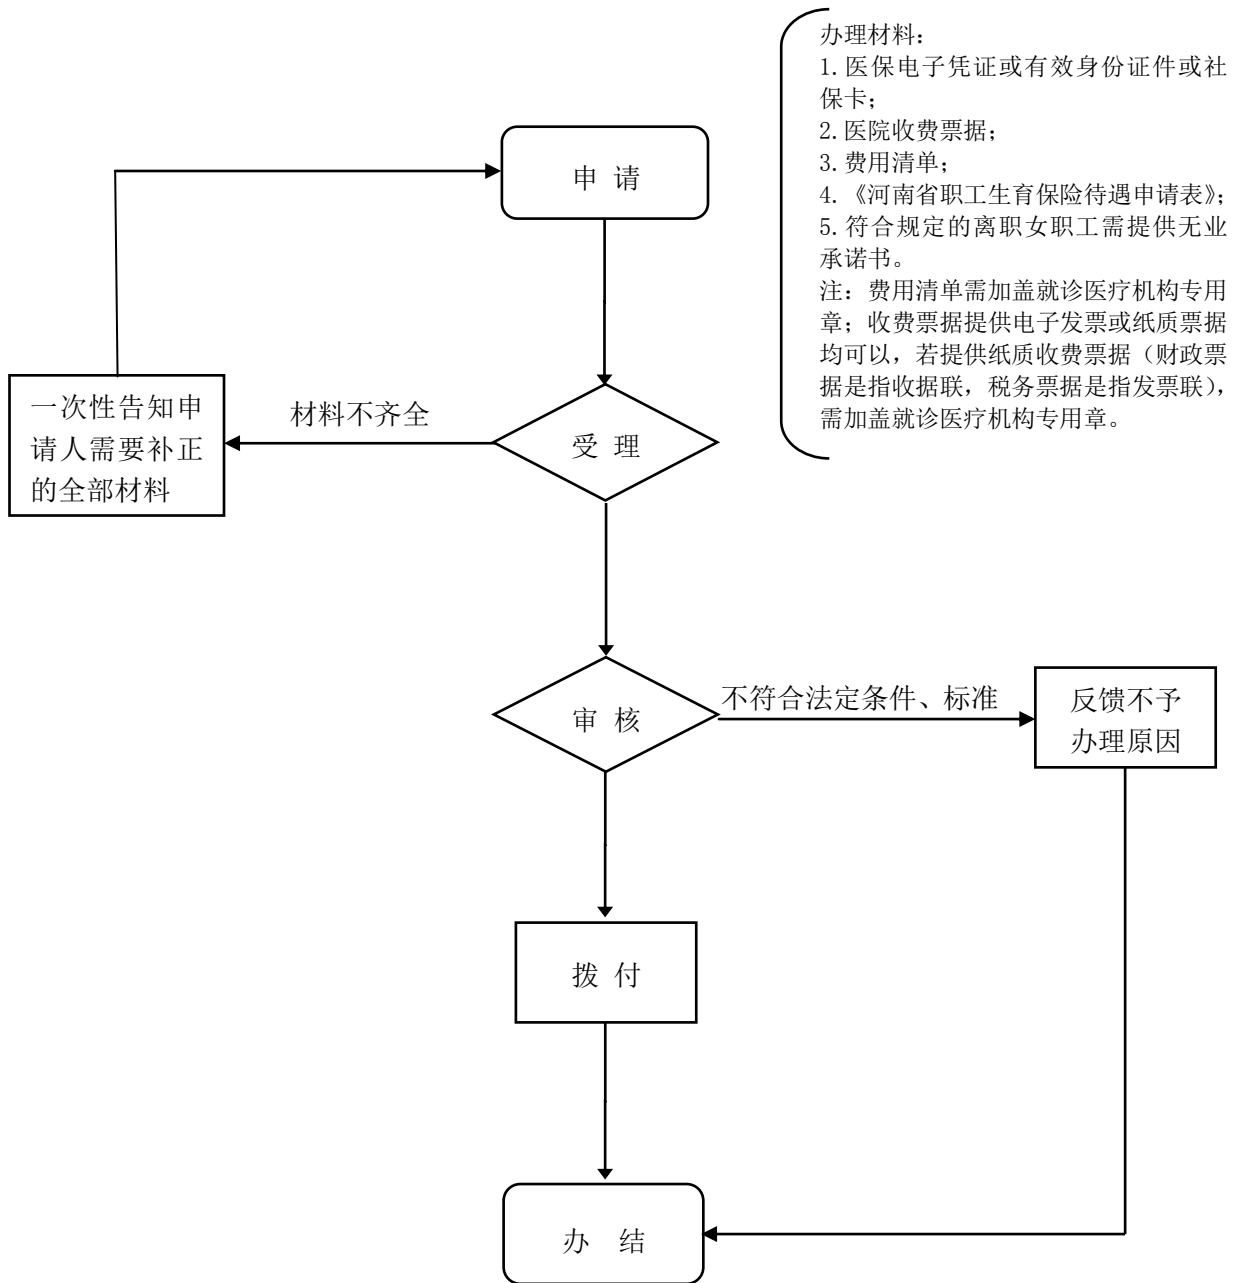 办理材料：
1.医保电子凭证或有效身份证件或社
保卡；
2.医院收费票据；
3.费用清单；
4.《河南省职工生育保险待遇申请表》；
5.符合规定的离职女职工需提供无业
承诺书。
注：费用清单需加盖就诊医疗机构专用
章；收费票据提供电子发票或纸质票据
均可以，若提供纸质收费票据（财政票
据是指收据联，税务票据是指发票联），
需加盖就诊医疗机构专用章。
申 请
一次性告知申
请人需要补正
的全部材料
材料不齐全
受 理
审 核
不符合法定条件、标准
反馈不予
办理原因
拨 付
办 结